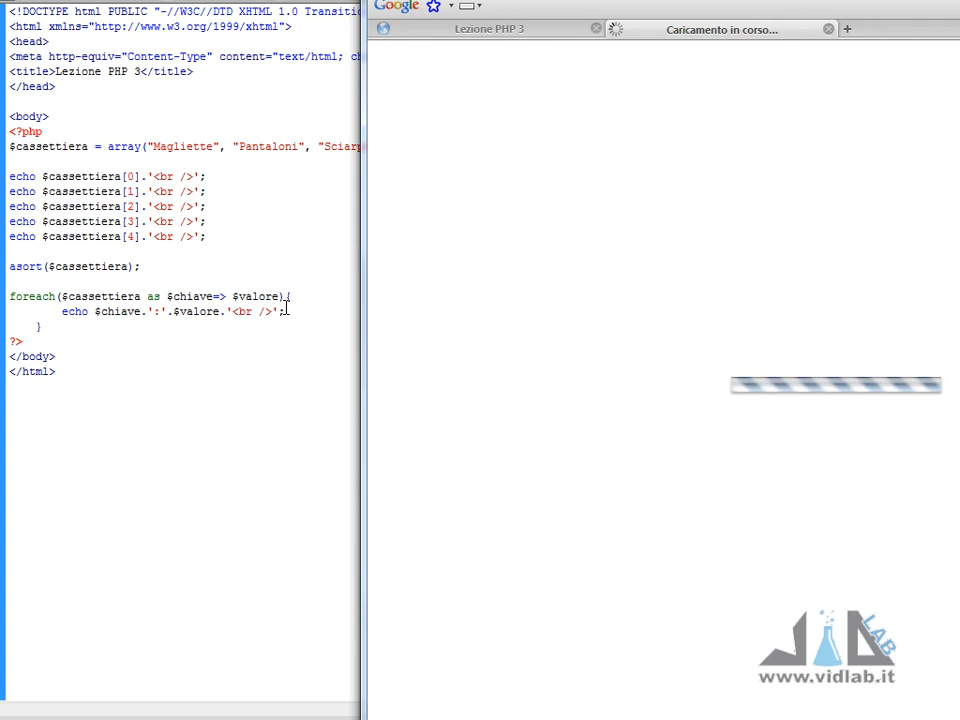 <!DOCTYPE html PUBLIC "-//W3C//DTD XHTML 1.0 Transitio
<html xmlns="http://www.w3.org/1999/xhtml">
<head>
<meta http-equiv="Content-Type" content="text/html; ch
<title>Lezione PHP 3</title>
</head>
<body>
<?php
$cassettiera = array("Magliette", "Pantaloni", "Sciarp
echo $cassettiera[0].'<br />';
echo $cassettiera[1].'<br />';
echo $cassettiera[2].'<br />';
echo $cassettiera[3].'<br />';
echo $cassettiera[4].'<br />';
asort($cassettiera);
foreach($cassettiera as $chiave=> $valore){
echo $chiave.':'.$valore.'<br />';
}
?>
</body>
</html>
Google
Lezione PHP 3
Caricamento in corso...
LAB
www.vidlab.it